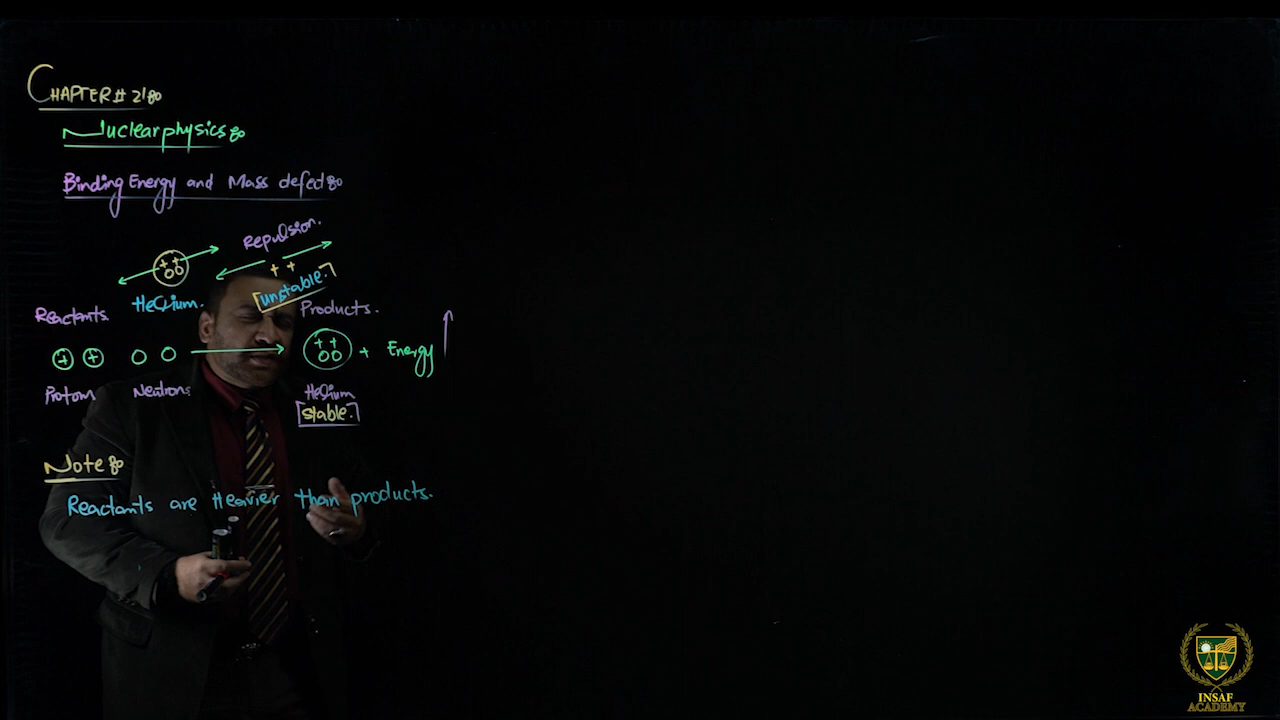 CHAPTER # 21:
Nuclear physics:
Binding Energy and Mass defect:
Repulsion.
+ +
+ +
Helium.
unstable.
Reactants
Products.
+ + → + + + Energy ↑
Protons Neutrons
Helium
stable.
Note:
Reactants are Heavier than products.
INSAF
ACADEMY